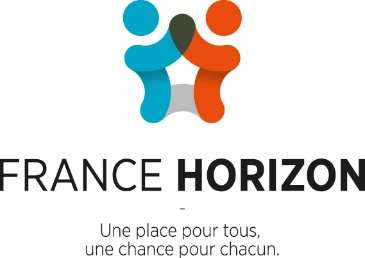 FRANCE HORIZON
-
Une place pour tous,
une chance pour chacun.